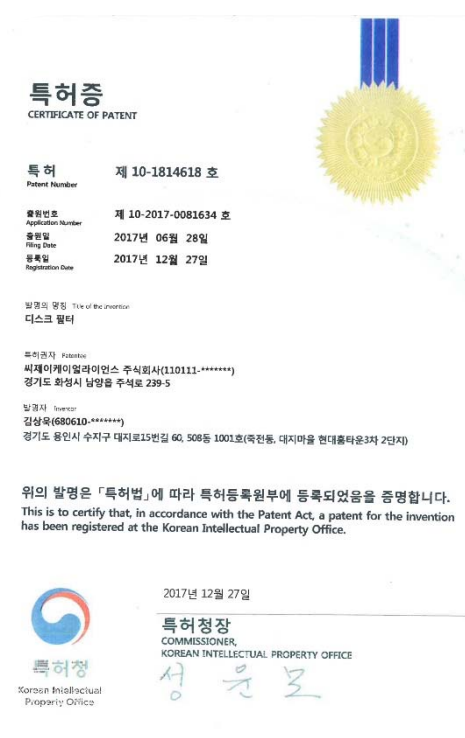 특허증
CERTIFICATE OF PATENT
특 허 제 10-1814618 호
Patent Number
출원번호 제 10-2017-0081634 호
Application Number
출원일 2017년 06월 28일
Filing Date
등록일 2017년 12월 27일
Registration Date
발명의 명칭 Title of the Invention
디스크 필터
특허권자 Patentee
씨제이케이얼라이언스 주식회사(110111-*******)
경기도 화성시 남양읍 주석로 239-5
발명자 Inventor
김상욱(680610-*******)
경기도 용인시 수지구 대지로15번길 60, 508동 1001호(죽전동, 대지마을 현대홈타운3차 2단지)
위의 발명은 「특허법」에 따라 특허등록원부에 등록되었음을 증명합니다.
This is to certify that, in accordance with the Patent Act, a patent for the invention
has been registered at the Korean Intellectual Property Office.
2017년 12월 27일
특허청장
COMMISSIONER,
KOREAN INTELLECTUAL PROPERTY OFFICE
성 윤 모
특허청
Korean Intellectual
Property Office